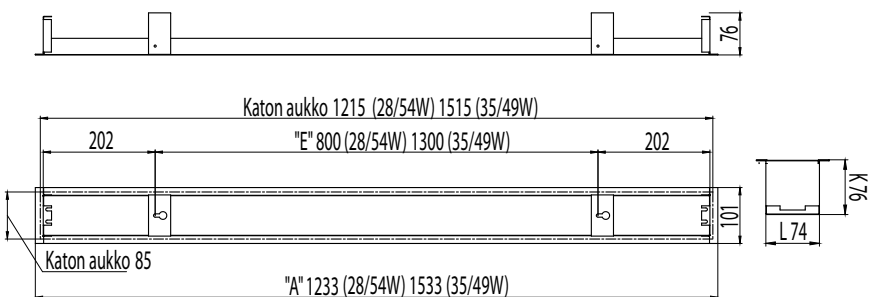 76
Katon aukko 1215 (28/54W) 1515 (35/49W)
202
"E" 800 (28/54W) 1300 (35/49W)
202
K 76
101
L 74
Katon aukko 85
"A" 1233 (28/54W) 1533 (35/49W)